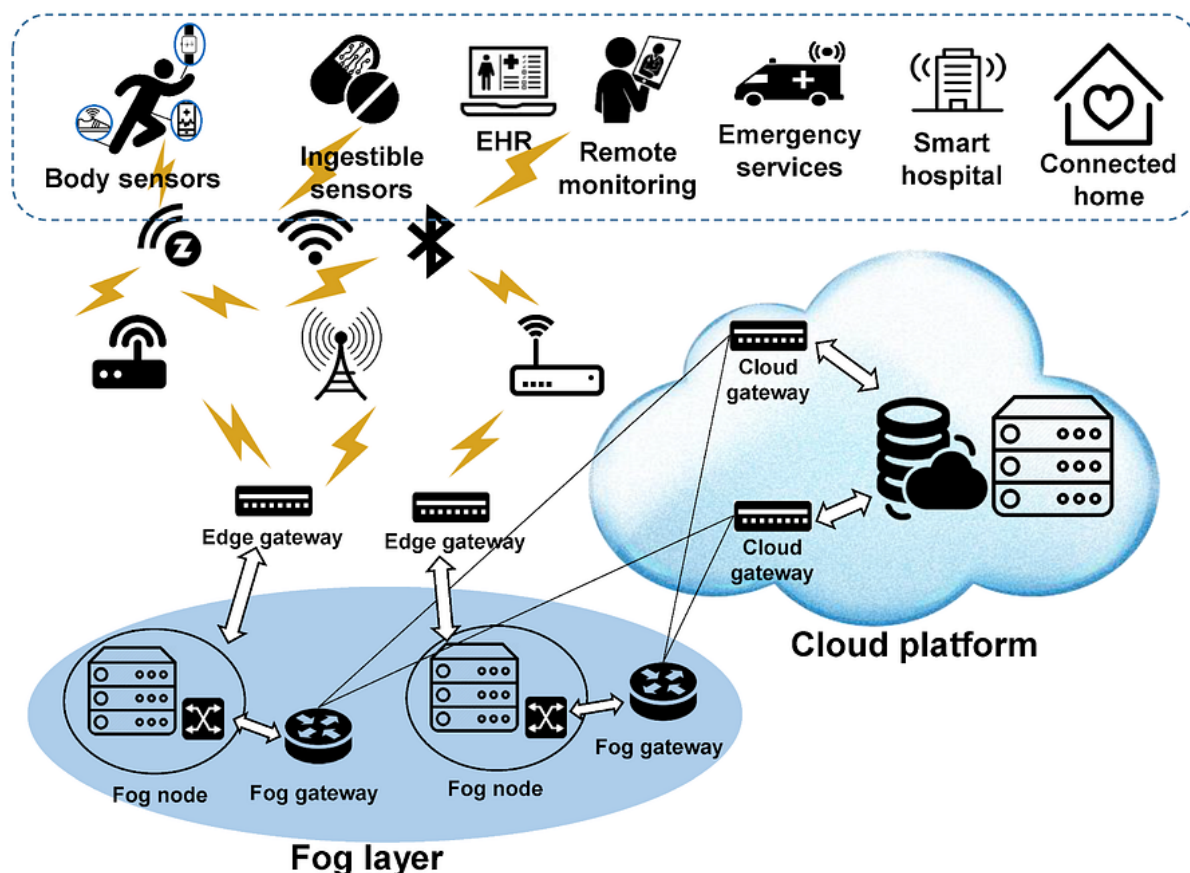 Body sensors
Ingestible
sensors
EHR
Remote
monitoring
Emergency
services
Smart
hospital
Connected
home
Z
Cloud
gateway
Edge gateway
Edge gateway
Cloud
gateway
Cloud platform
Fog node
Fog gateway
Fog node
Fog gateway
Fog layer